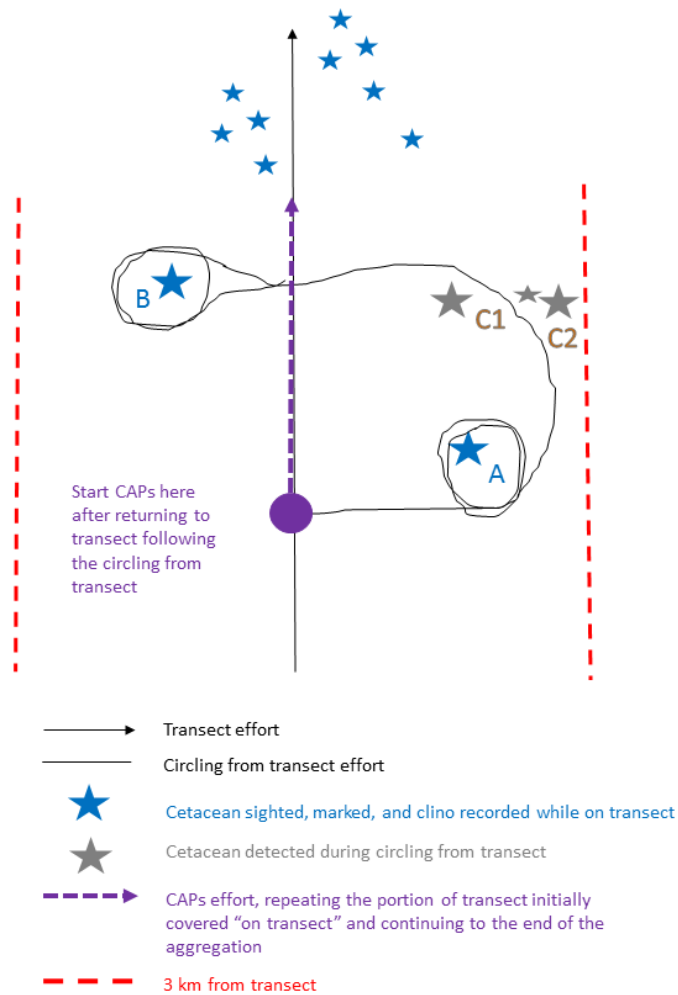 B
C1
C2
A
Start CAPs here
after returning to
transect following
the circling from
transect
Transect effort
Circling from transect effort
Cetacean sighted, marked, and clino recorded while on transect
Cetacean detected during circling from transect
CAPs effort, repeating the portion of transect initially
covered “on transect” and continuing to the end of the
aggregation
3 km from transect